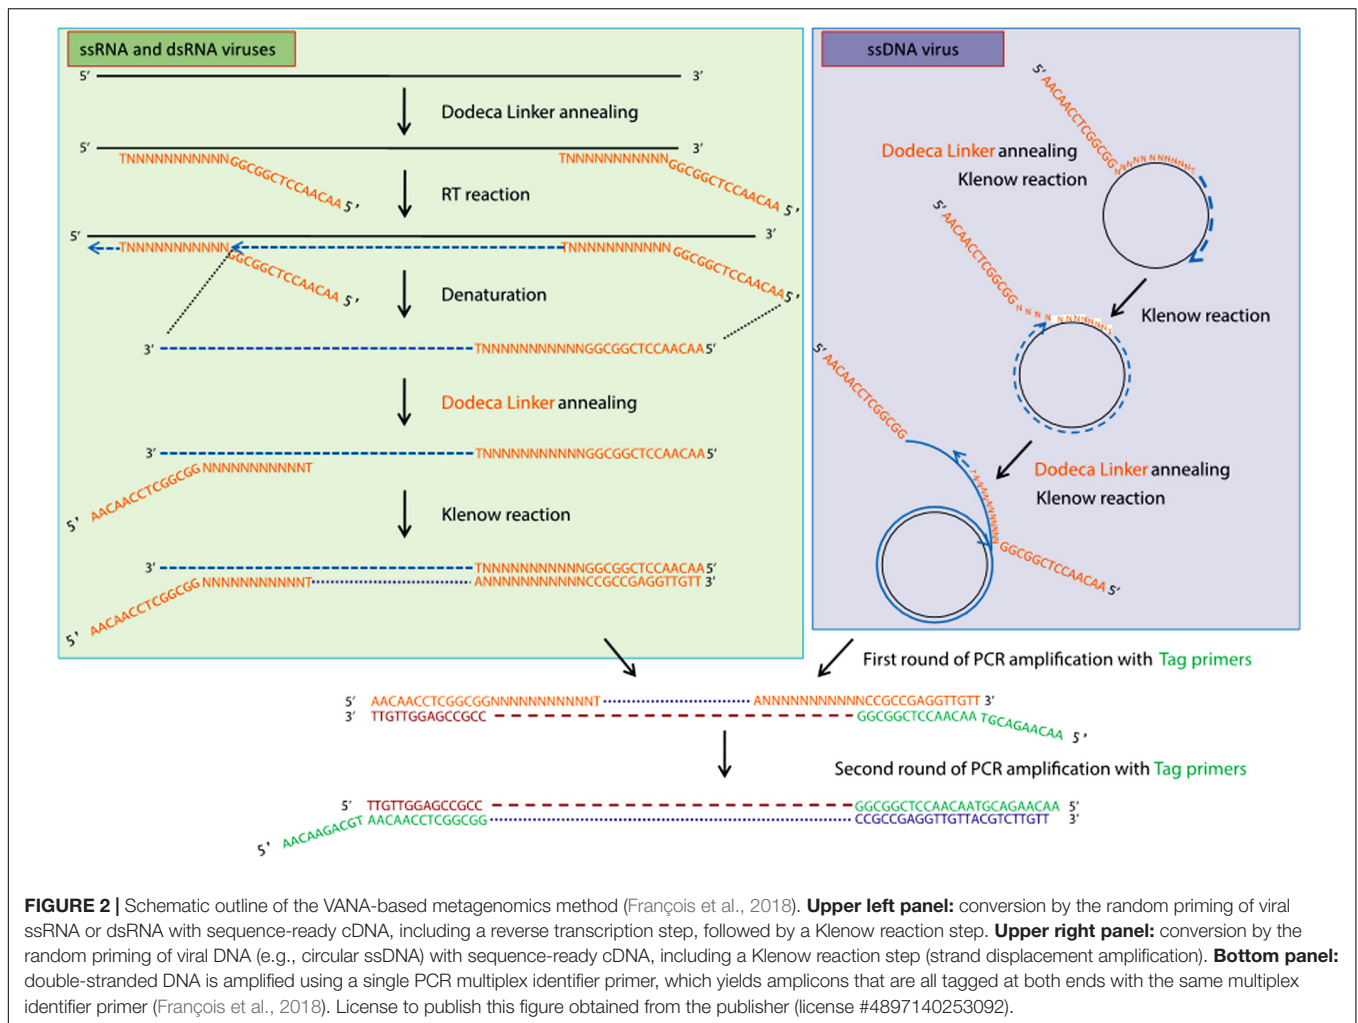 ssRNA and dsRNA viruses
5’ 3’
Dodeca Linker annealing
5’ 3’
TNNNNNNNNNNNGGCGGCTCCAACAA 5’ TNNNNNNNNNNNGGCGGCTCCAACAA 5’
RT reaction
5’ 3’
TNNNNNNNNNNNGGCGGCTCCAACAA 5’ TNNNNNNNNNNNGGCGGCTCCAACAA 5’
Denaturation
3’ TNNNNNNNNNNNGGCGGCTCCAACAA 5’
Dodeca Linker annealing
3’ TNNNNNNNNNNNGGCGGCTCCAACAA 5’
5’ AACAACCTCGGCGG NNNNNNNNNNNT
Klenow reaction
3’ TNNNNNNNNNNNGGCGGCTCCAACAA 5’
5’ AACAACCTCGGCGG NNNNNNNNNNNT ANNNNNNNNNNNCCGCCGAGGTTGTT 3’
ssDNA virus
5’ AACAACCTCGGCGG NNNNNNNNNNN
Dodeca Linker annealing
Klenow reaction
5’ AACAACCTCGGCGG NNNNNNNNNNN
Klenow reaction
5’ AACAACCTCGGCGG
Dodeca Linker annealing
Klenow reaction
TNNNNNNNNNNN GGCGGCTCCAACAA 5’
First round of PCR amplification with Tag primers
5’ AACAACCTCGGCGGNNNNNNNNNNNT ANNNNNNNNNNNCCGCCGAGGTTGTT 3’
3’ TTGTTGGAGCCGCC GGCGGCTCCAACAA TGCAGAACAA 5’
Second round of PCR amplification with Tag primers
5’ TTGTTGGAGCCGCC GGCGGCTCCAACAATGCAGAACAA 5’
5’ AACAAGACGT AACAACCTCGGCGG CCGCCGAGGTTGTTACGTCTTGTT 3’
FIGURE 2 | Schematic outline of the VANA-based metagenomics method (François et al., 2018). Upper left panel: conversion by the random priming of viral
ssRNA or dsRNA with sequence-ready cDNA, including a reverse transcription step, followed by a Klenow reaction step. Upper right panel: conversion by the
random priming of viral DNA (e.g., circular ssDNA) with sequence-ready cDNA, including a Klenow reaction step (strand displacement amplification). Bottom panel:
double-stranded DNA is amplified using a single PCR multiplex identifier primer, which yields amplicons that are all tagged at both ends with the same multiplex
identifier primer (François et al., 2018). License to publish this figure obtained from the publisher (license #4897140253092).